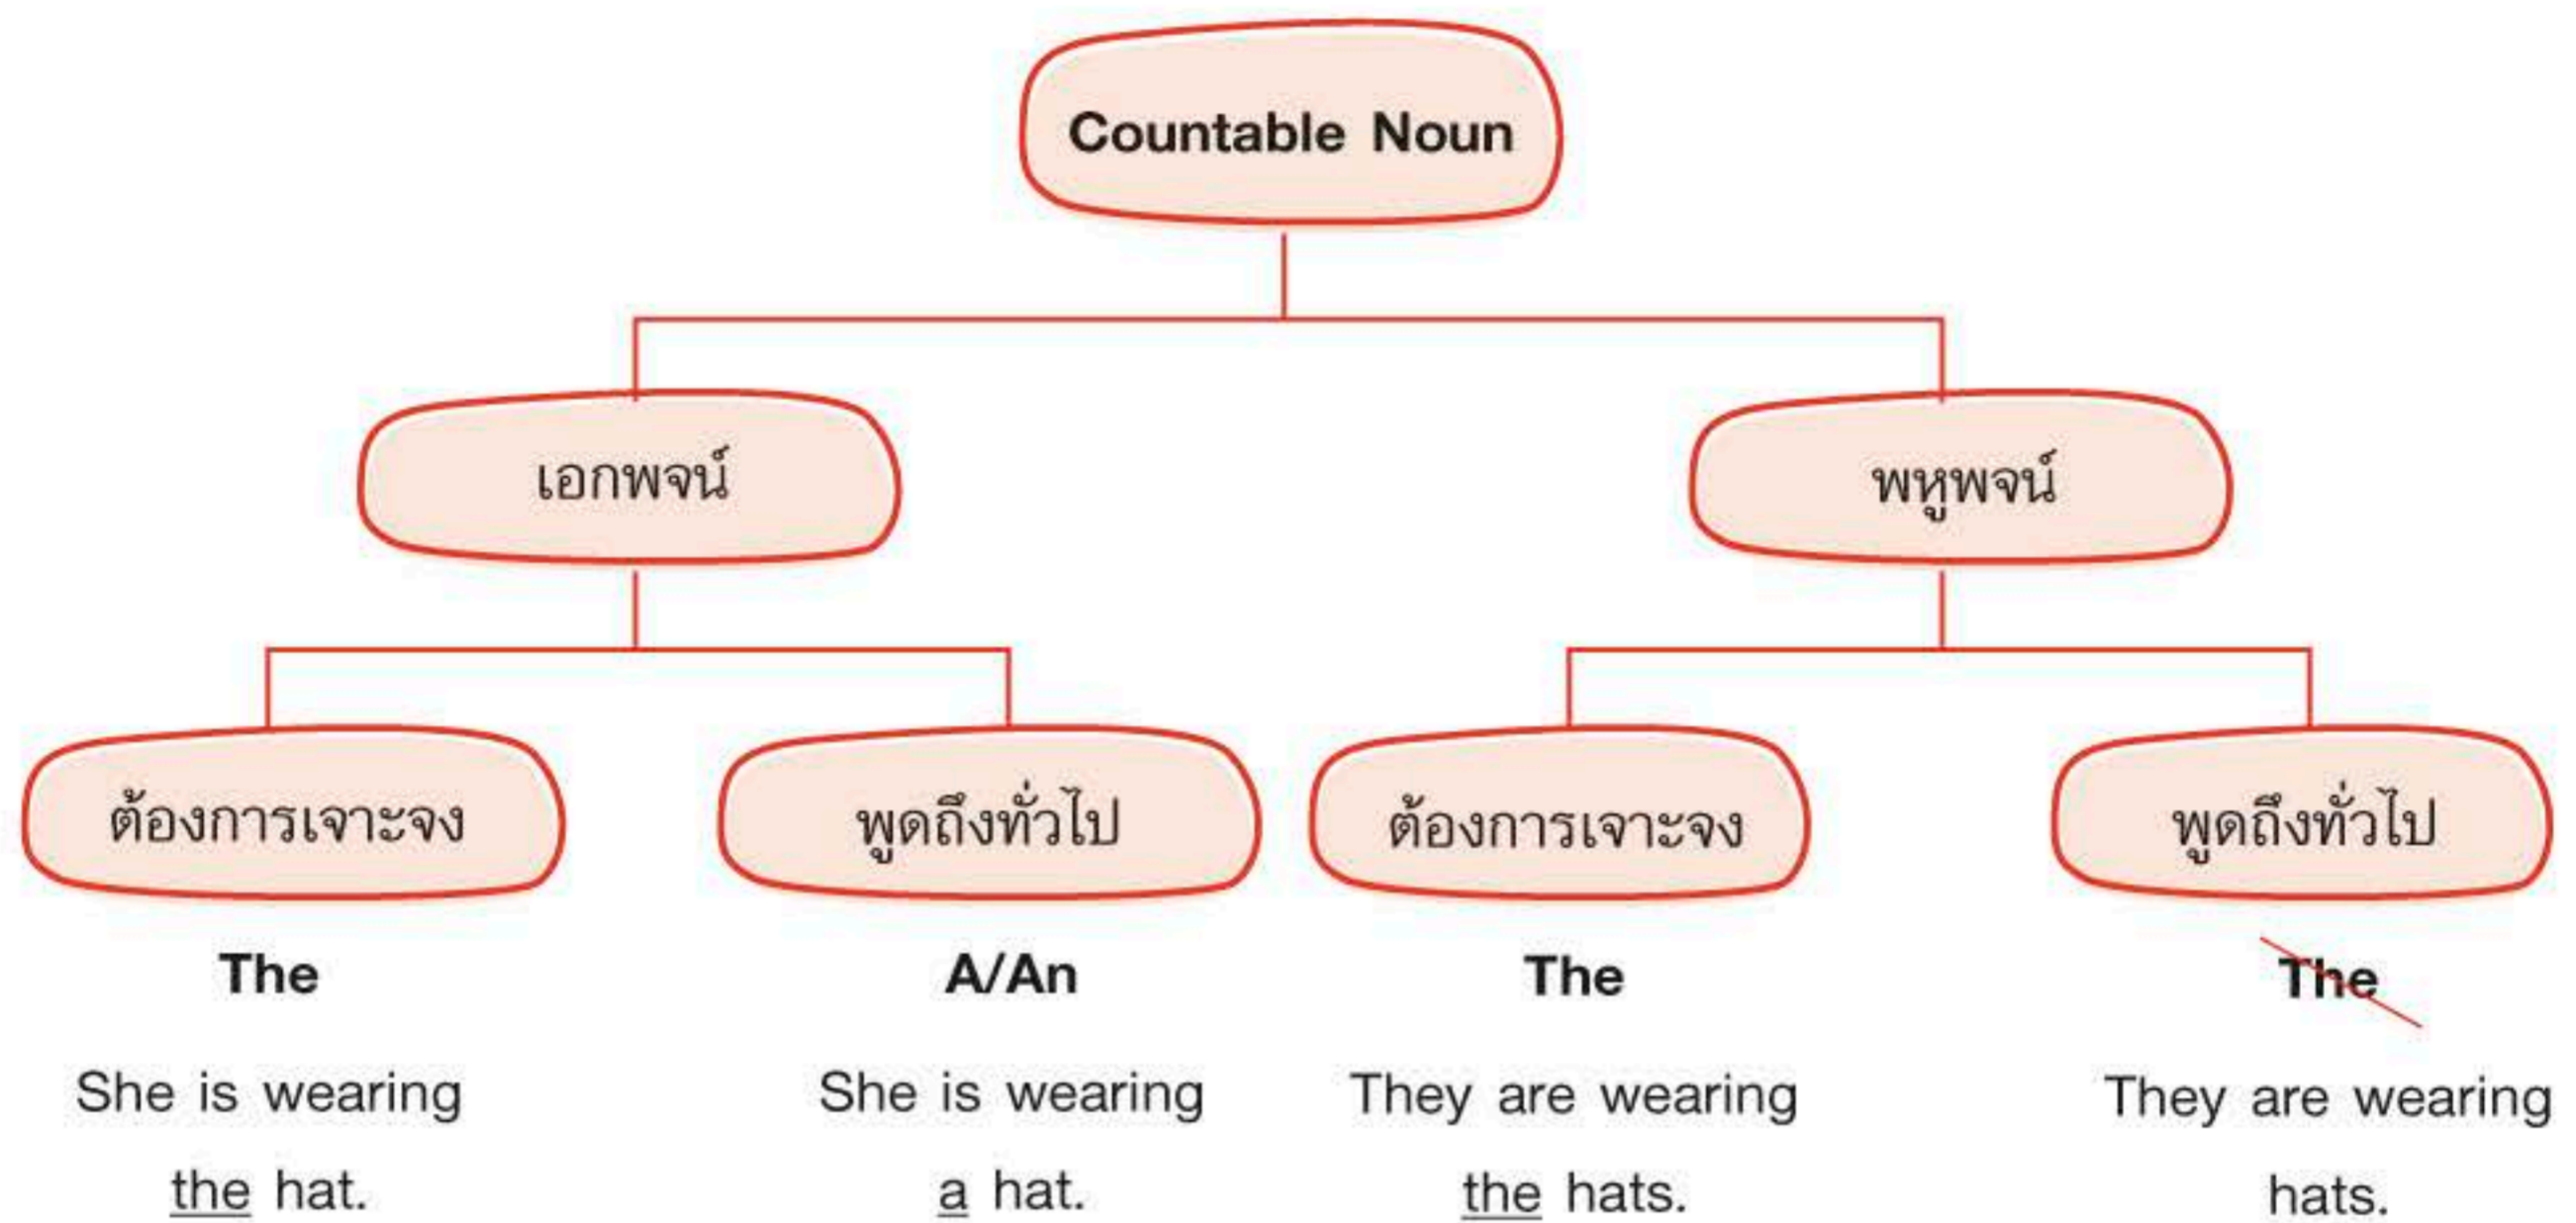 Countable Noun
เอกพจน์
พหูพจน์
ต้องการเจาะจง
พูดถึงทั่วไป
ต้องการเจาะจง
พูดถึงทั่วไป
The
A/An
The
The
She is wearing
the hat.
She is wearing
a hat.
They are wearing
the hats.
They are wearing
hats.